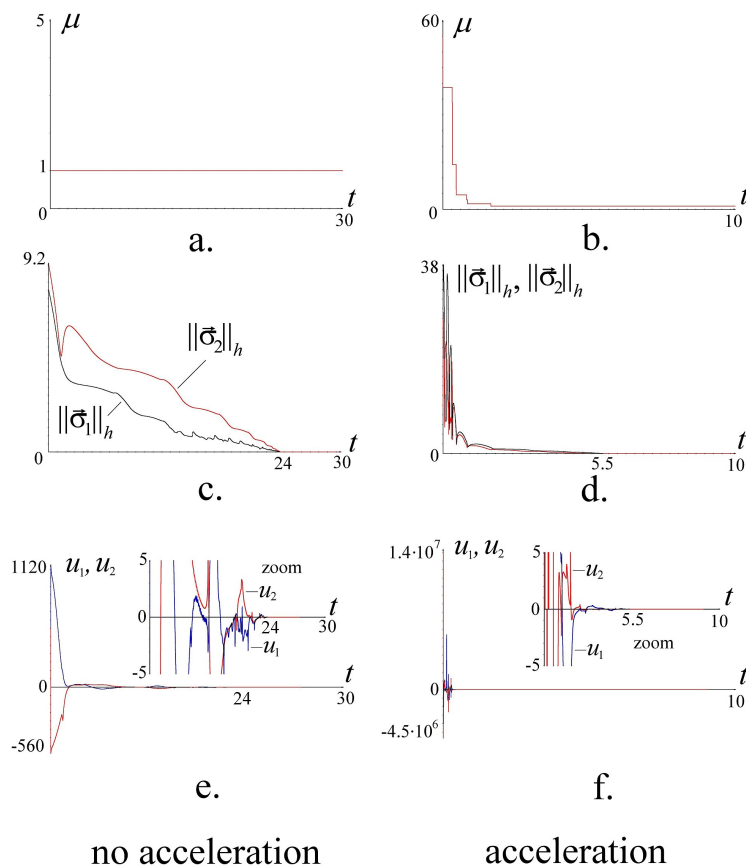 5
μ
1
0
30
t
a.
60
μ
0
10
t
b.
9.2
||σ⃗₂||ₕ
||σ⃗₁||ₕ
0
24
30
t
c.
38
||σ⃗₁||ₕ, ||σ⃗₂||ₕ
0
5.5
10
t
d.
1120
u₁, u₂
0
-560
24
30
t
5
zoom
u₂
0
24
30
t
u₁
-5
e.
1.4·10⁷
u₁, u₂
0
-4.5·10⁶
10
t
5
u₂
0
5.5
10
t
zoom
u₁
-5
f.
no acceleration
acceleration